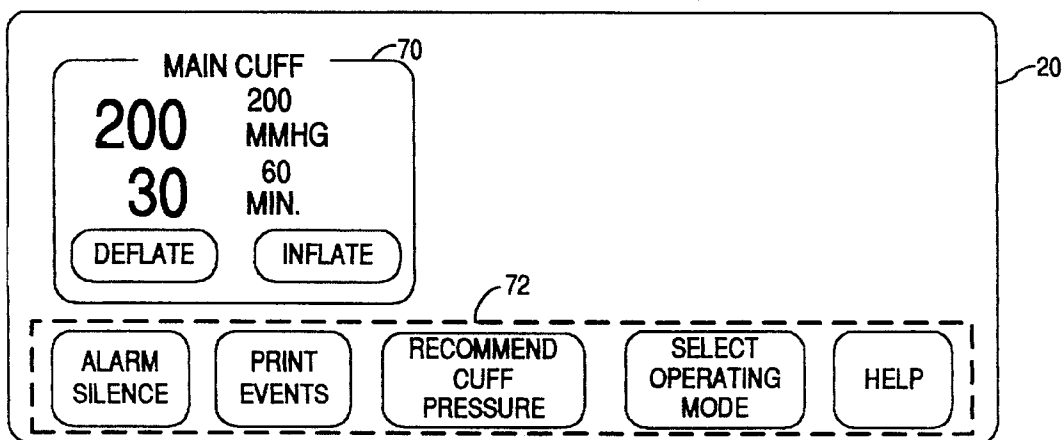 MAIN CUFF
70
20
200
200
MMHG
30
60
MIN.
DEFLATE
INFLATE
72
ALARM
SILENCE
PRINT
EVENTS
RECOMMEND
CUFF
PRESSURE
SELECT
OPERATING
MODE
HELP